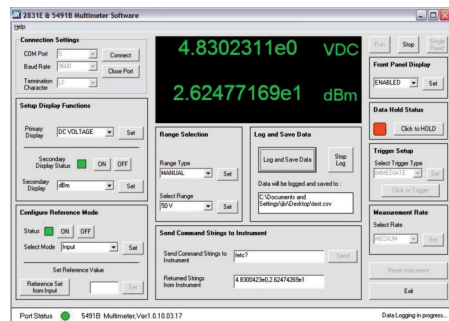 2831E & 5491B Multimeter Software
Help
Connection Settings
COM Port 5 Connect
Baud Rate 9600
Close Port
Termination Character LF
4.8302311e0 VDC
2.62477169e1 dBm
Run Stop Single Read
Front Panel Display
ENABLED Set
Data Hold Status
Click to HOLD
Setup Display Functions
Primary Display DC VOLTAGE Set
Secondary Display Status ON OFF
Secondary Display dBm Set
Range Selection
Range Type
MANUAL Set
Select Range
50 V Set
Log and Save Data
Log and Save Data Stop Log
Data will be logged and saved to :
C:\Documents and
Settings\jlo\Desktop\test.csv
Trigger Setup
Select Trigger Type
IMMEDIATE Set
Click to Trigger
Configure Reference Mode
Status ON OFF
Select Mode Input Set
Set Reference Value
Reference Set from Input Set
Send Command Strings to Instrument
Send Command Strings to Instrument fetc? Send
Returned Strings from Instrument 4.8300423e0,2.62474269e1
Measurement Rate
Select Rate
MEDIUM Set
Reset Instrument
Exit
Port Status 5491B Multimeter,Ver1.0.10.03.17 Data Logging in progress...